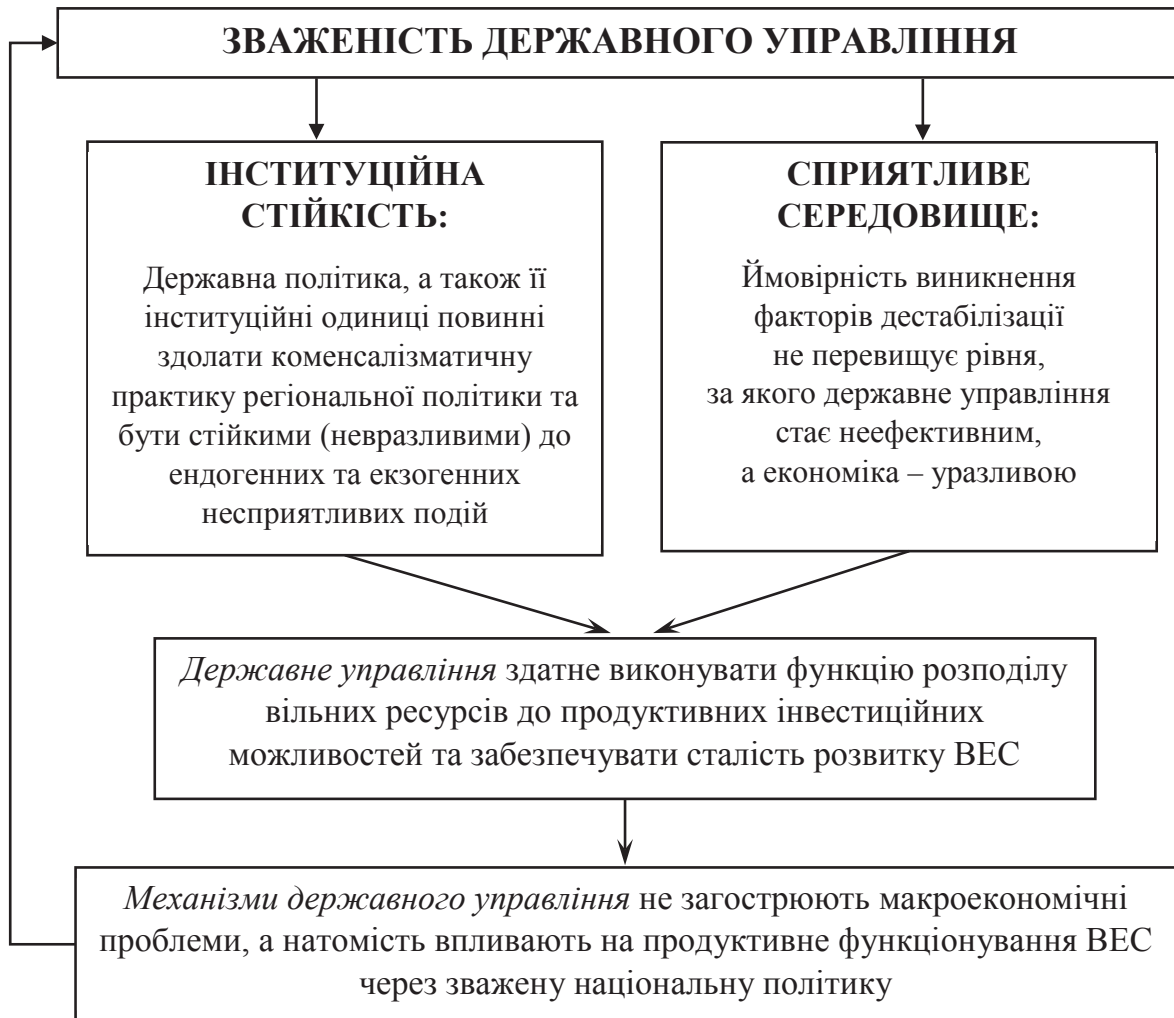 ЗВАЖЕНІСТЬ ДЕРЖАВНОГО УПРАВЛІННЯ
ІНСТИТУЦІЙНА
СТІЙКІСТЬ:
Державна політика, а також її
інституційні одиниці повинні
здолати коменсалізматичну
практику регіональної політики та
бути стійкими (невразливими) до
ендогенних та екзогенних
несприятливих подій
СПРИЯТЛИВЕ
СЕРЕДОВИЩЕ:
Ймовірність виникнення
факторів дестабілізації
не перевищує рівня,
за якого державне управління
стає неефективним,
а економіка – уразливою
Державне управління здатне виконувати функцію розподілу
вільних ресурсів до продуктивних інвестиційних
можливостей та забезпечувати сталість розвитку ВЕС
Механізми державного управління не загострюють макроекономічні
проблеми, а натомість впливають на продуктивне функціонування ВЕС
через зважену національну політику